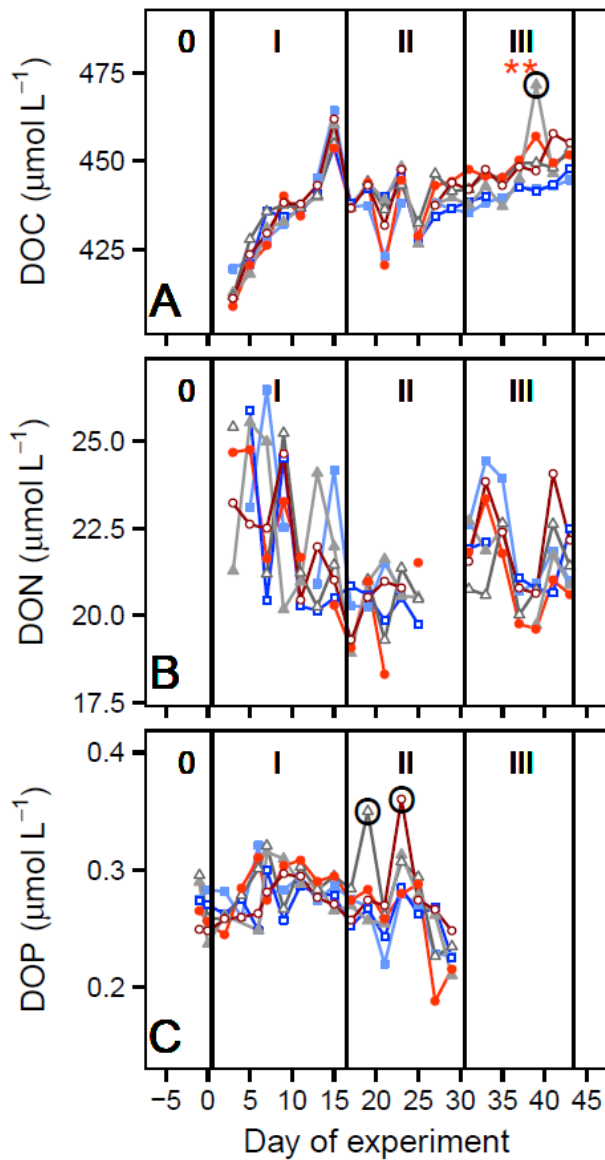 0 I II III
**
475
450
425
DOC (μmol L⁻¹)
A
0 I II III
25.0
22.5
20.0
17.5
DON (μmol L⁻¹)
B
0 I II III
0.4
0.3
0.2
DOP (μmol L⁻¹)
C
−5 0 5 10 15 20 25 30 35 40 45
Day of experiment